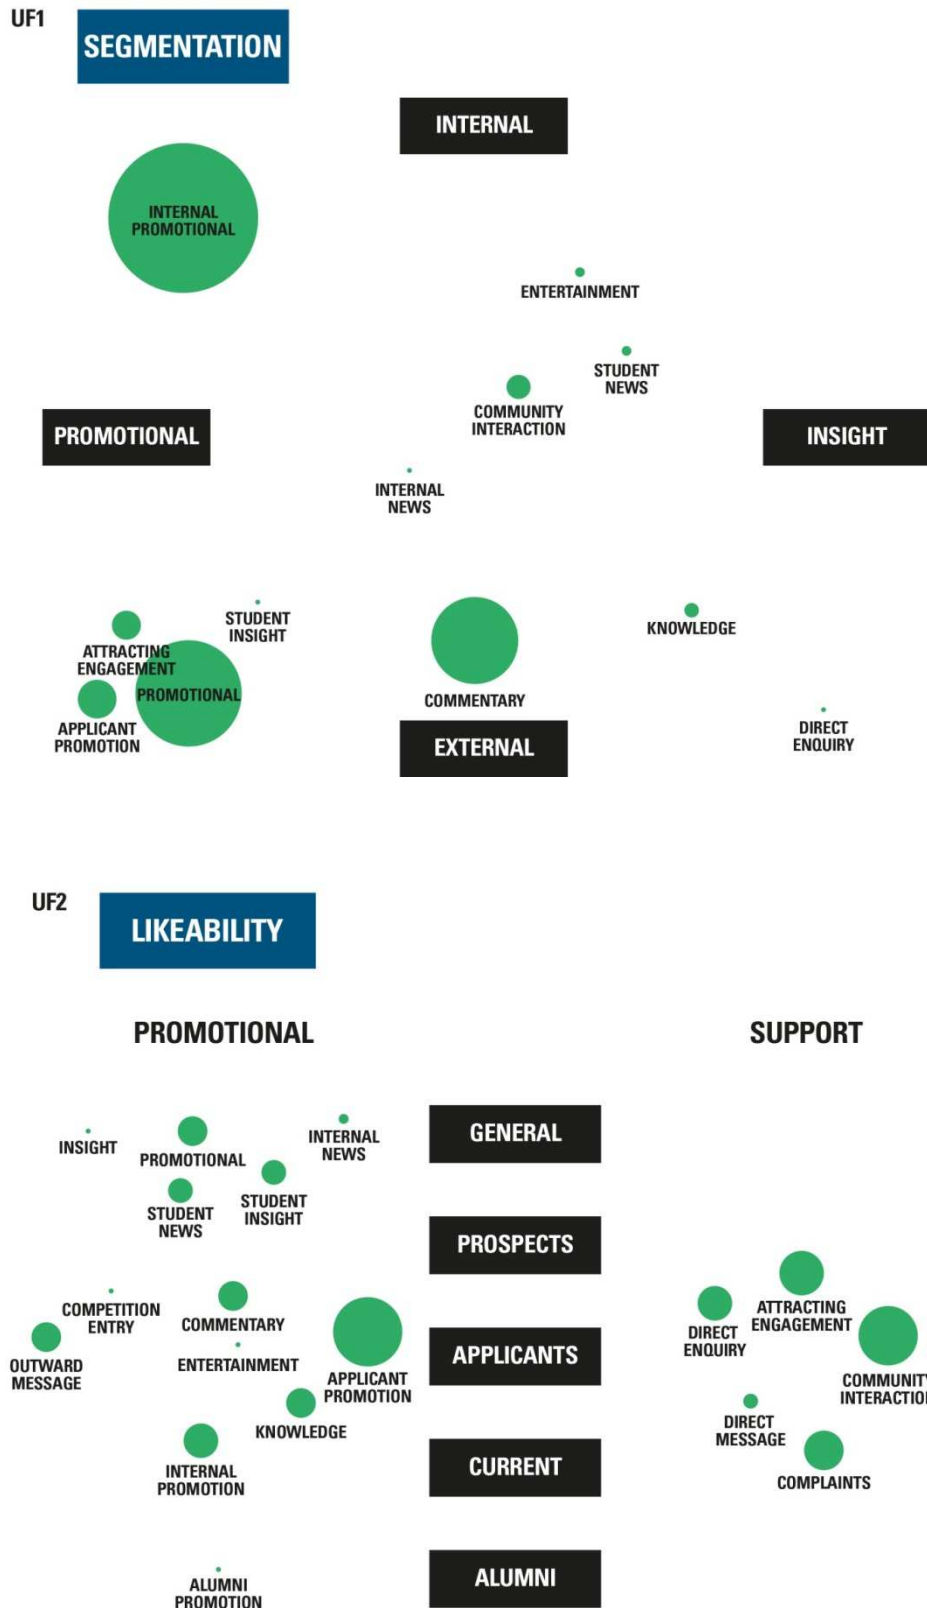 UF1
SEGMENTATION
INTERNAL
INTERNAL
PROMOTIONAL
ENTERTAINMENT
STUDENT
NEWS
COMMUNITY
INTERACTION
PROMOTIONAL
INSIGHT
INTERNAL
NEWS
STUDENT
INSIGHT
ATTRACTING
ENGAGEMENT
PROMOTIONAL
APPLICANT
PROMOTION
COMMENTARY
KNOWLEDGE
DIRECT
ENQUIRY
EXTERNAL
UF2
LIKEABILITY
PROMOTIONAL
SUPPORT
GENERAL
INSIGHT
PROMOTIONAL
INTERNAL
NEWS
STUDENT
NEWS
STUDENT
INSIGHT
PROSPECTS
COMPETITION
ENTRY
COMMENTARY
OUTWARD
MESSAGE
ENTERTAINMENT
APPLICANT
PROMOTION
APPLICANTS
DIRECT
ENQUIRY
ATTRACTING
ENGAGEMENT
COMMUNITY
INTERACTION
KNOWLEDGE
INTERNAL
PROMOTION
CURRENT
DIRECT
MESSAGE
COMPLAINTS
ALUMNI
PROMOTION
ALUMNI